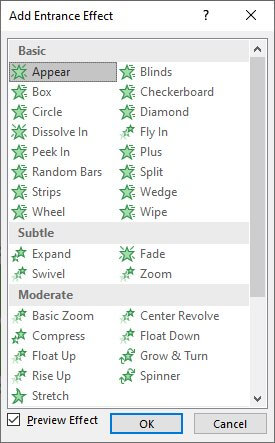 Add Entrance Effect ? ×
Basic
Appear Blinds
Box Checkerboard
Circle Diamond
Dissolve In Fly In
Peek In Plus
Random Bars Split
Strips Wedge
Wheel Wipe
Subtle
Expand Fade
Swivel Zoom
Moderate
Basic Zoom Center Revolve
Compress Float Down
Float Up Grow & Turn
Rise Up Spinner
Stretch
Preview Effect OK Cancel